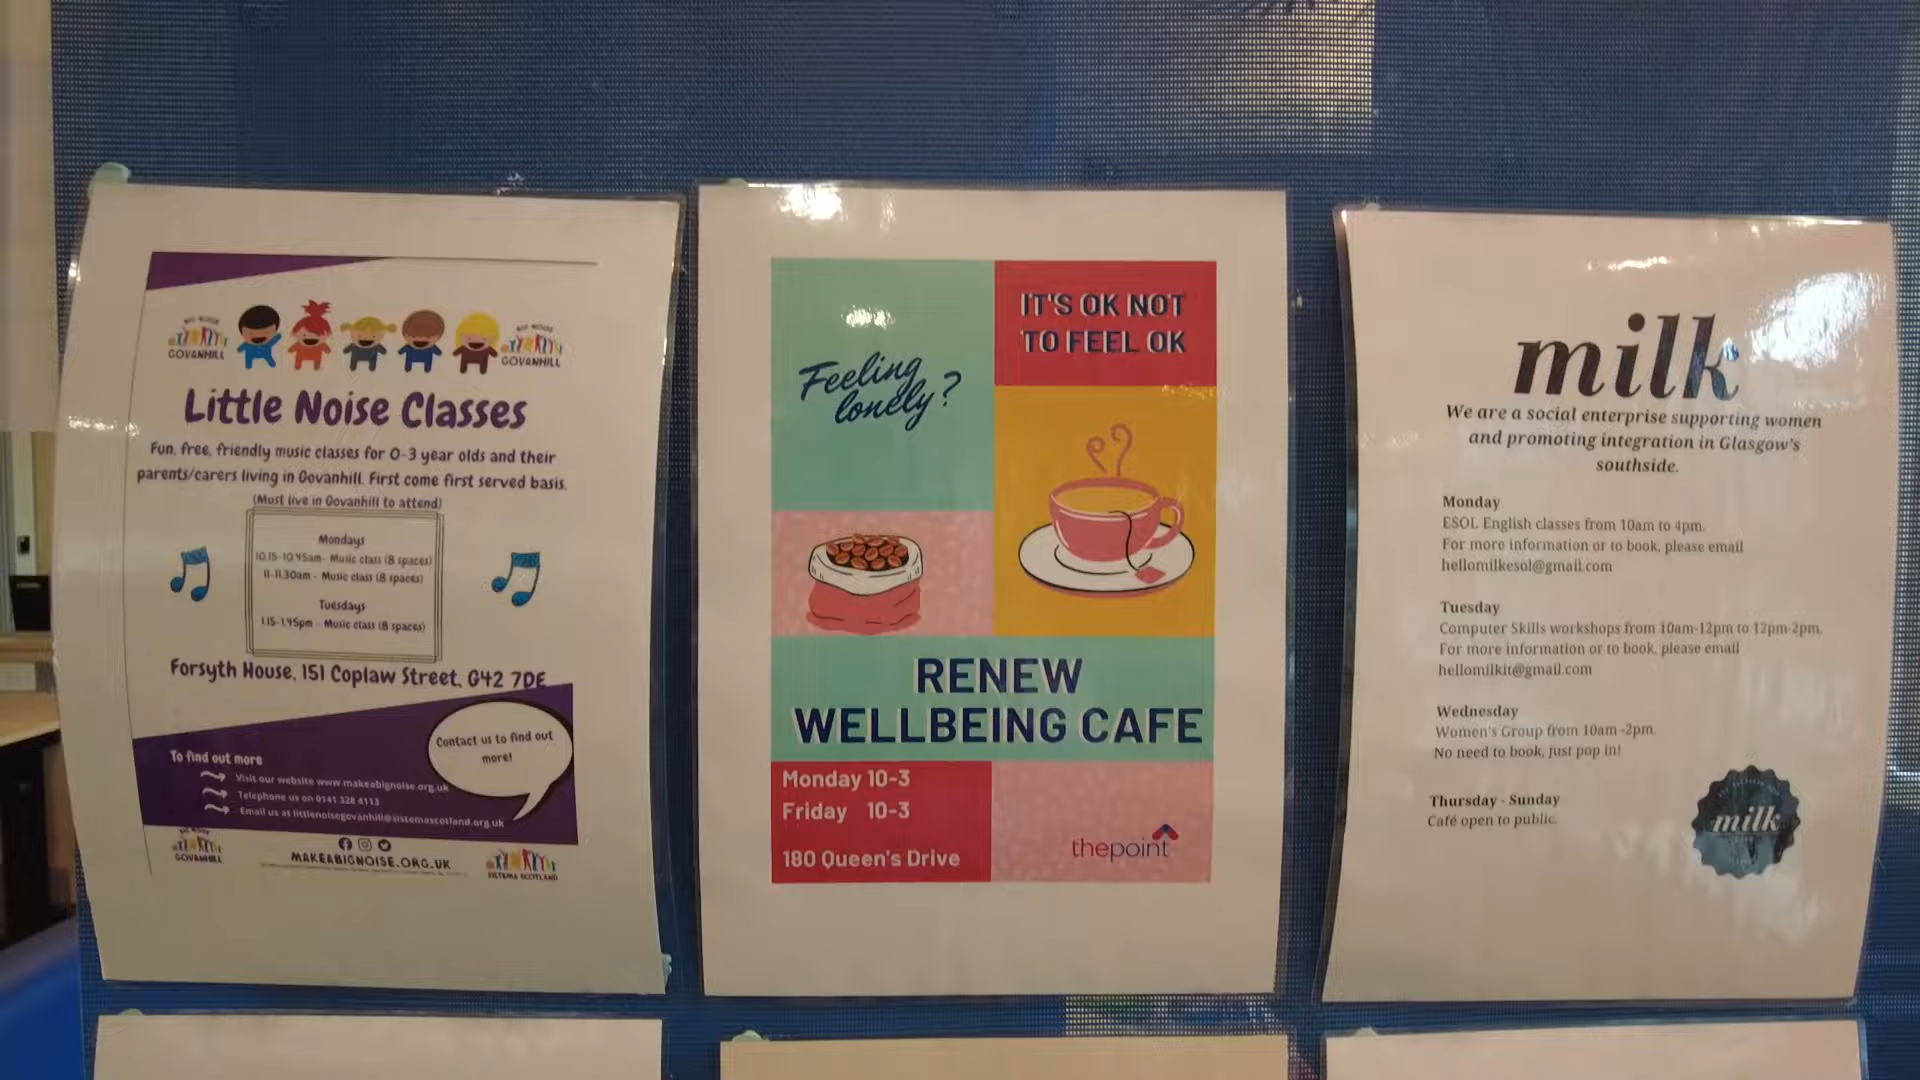 BIG NOISE
GOVANHILL
BIG NOISE
GOVANHILL
Little Noise Classes
Fun, free, friendly music classes for 0-3 year olds and their
parents/carers living in Govanhill. First come first served basis.
(Must live in Govanhill to attend)
Mondays
10.15-10.45am- Music class (8 spaces)
11-11.30am - Music class (8 spaces)
Tuesdays
1.15-1.45pm - Music class (8 spaces)
Forsyth House, 151 Coplaw Street, G42 7DE
Contact us to find out
more!
To find out more
Visit our website www.makeabignoise.org.uk
Telephone us on 0141 328 4113
Email us at littlenoisegovanhill@sistemascotland.org.uk
BIG NOISE
GOVANHILL
MAKEABIGNOISE.ORG.UK
SISTEMA SCOTLAND
Feeling
lonely?
IT'S OK NOT
TO FEEL OK
RENEW
WELLBEING CAFE
Monday 10-3
Friday 10-3
180 Queen's Drive
thepoint
milk
We are a social enterprise supporting women
and promoting integration in Glasgow's
southside.
Monday
ESOL English classes from 10am to 4pm.
For more information or to book, please email
hellomilkesol@gmail.com
Tuesday
Computer Skills workshops from 10am-12pm to 12pm-2pm.
For more information or to book, please email
hellomilkit@gmail.com
Wednesday
Women's Group from 10am -2pm.
No need to book, just pop in!
Thursday - Sunday
Café open to public.
milk